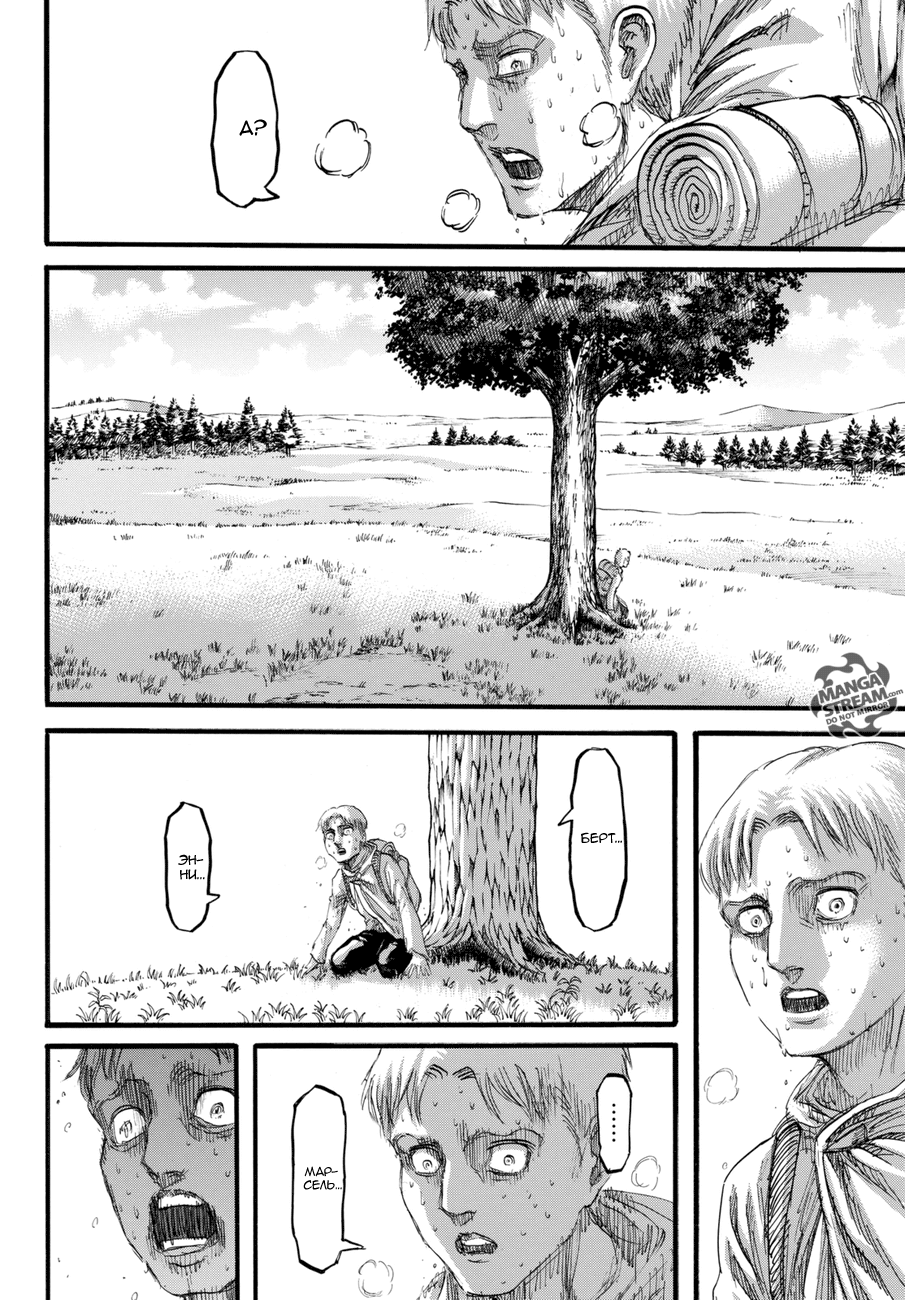 А?
MANGA
STREAM.com
DO NOT MIRROR
БЕРТ...
ЭН-
НИ...
.......
МАР-
СЕЛЬ...